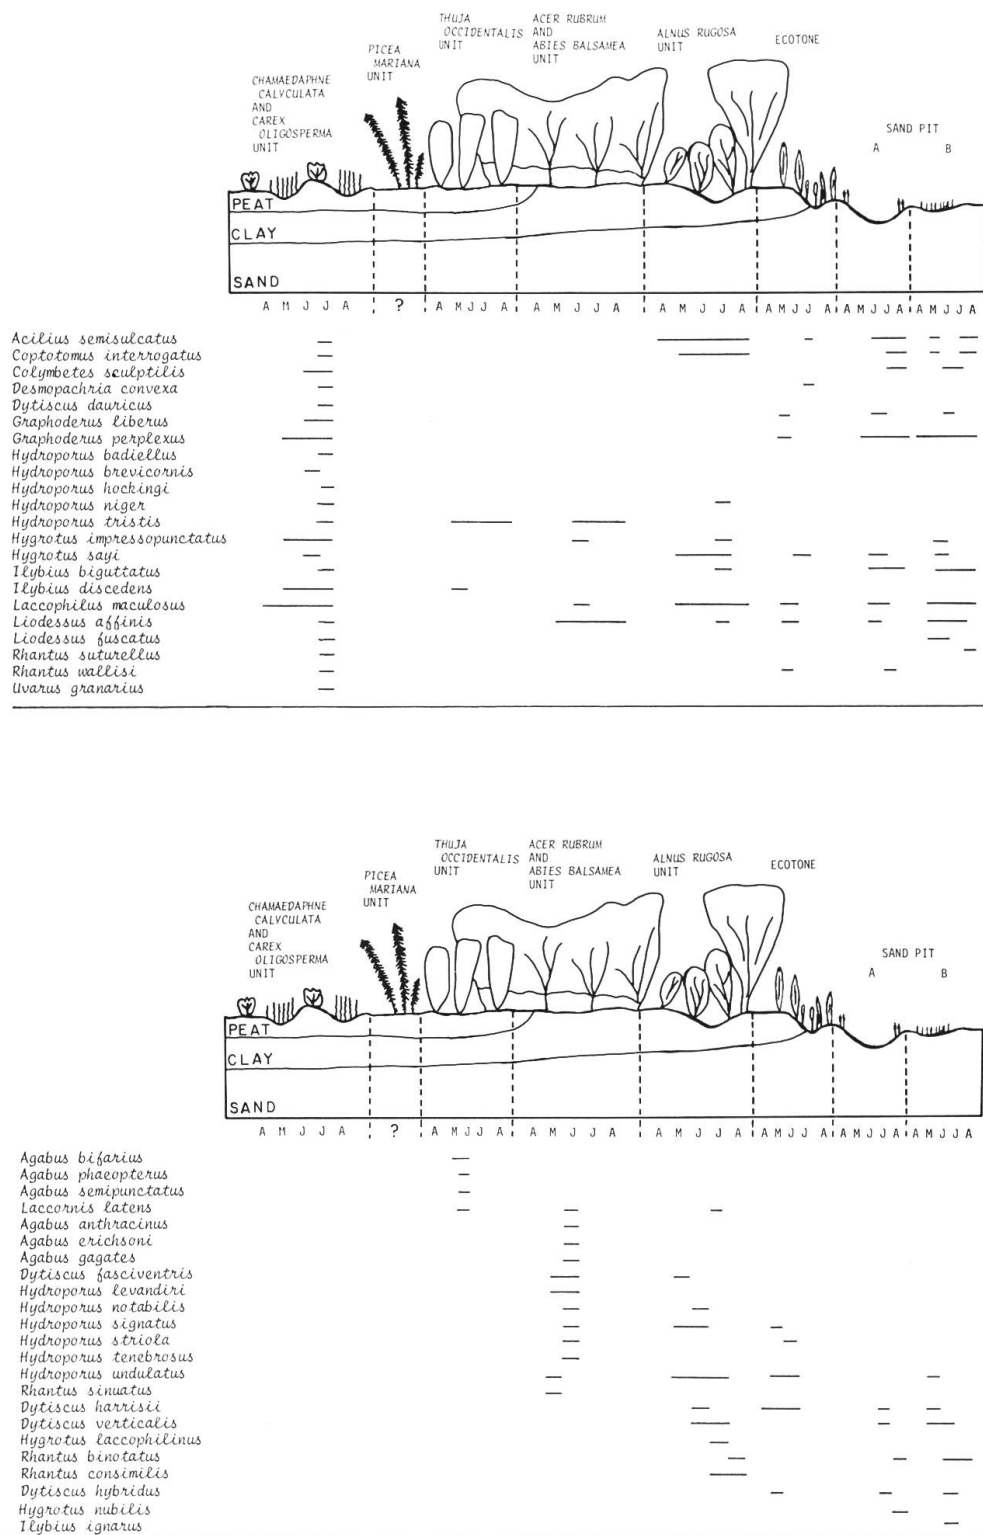 THUJA
OCCIDENTALIS
UNIT
ACER RUBRUM
AND
ABIES BALSAMEA
UNIT
ALNUS RUGOSA
UNIT
ECOTONE
PICEA
MARIANA
UNIT
CHAMAEDAPHNE
CALYCULATA
AND
CAREX
OLIGOSPERMA
UNIT
SAND PIT
A B
PEAT
CLAY
SAND
A M J J A ? A M J J A A M J J A A M J J A A M J J A A M J J A A M J J A
Acilius semisulcatus
Coptotomus interrogatus
Colymbetes sculptilis
Desmopachria convexa
Dytiscus dauricus
Graphoderus liberus
Graphoderus perplexus
Hydroporus badiellus
Hydroporus brevicornis
Hydroporus hockingi
Hydroporus niger
Hydroporus tristis
Hygrotus impressopunctatus
Hygrotus sayi
Ilybius biguttatus
Ilybius discedens
Laccophilus maculosus
Liodessus affinis
Liodessus fuscatus
Rhantus suturellus
Rhantus wallisi
Uvarus granarius
THUJA
OCCIDENTALIS
UNIT
ACER RUBRUM
AND
ABIES BALSAMEA
UNIT
ALNUS RUGOSA
UNIT
ECOTONE
PICEA
MARIANA
UNIT
CHAMAEDAPHNE
CALYCULATA
AND
CAREX
OLIGOSPERMA
UNIT
SAND PIT
A B
PEAT
CLAY
SAND
A M J J A ? A M J J A A M J J A A M J J A A M J J A A M J J A A M J J A
Agabus bifarius
Agabus phaeopterus
Agabus semipunctatus
Laccornis latens
Agabus anthracinus
Agabus erichsoni
Agabus gagates
Dytiscus fasciventris
Hydroporus levandiri
Hydroporus notabilis
Hydroporus signatus
Hydroporus striola
Hydroporus tenebrosus
Hydroporus undulatus
Rhantus sinuatus
Dytiscus harrisii
Dytiscus verticalis
Hygrotus laccophilinus
Rhantus binotatus
Rhantus consimilis
Dytiscus hybridus
Hygrotus nubilis
Ilybius ignarus